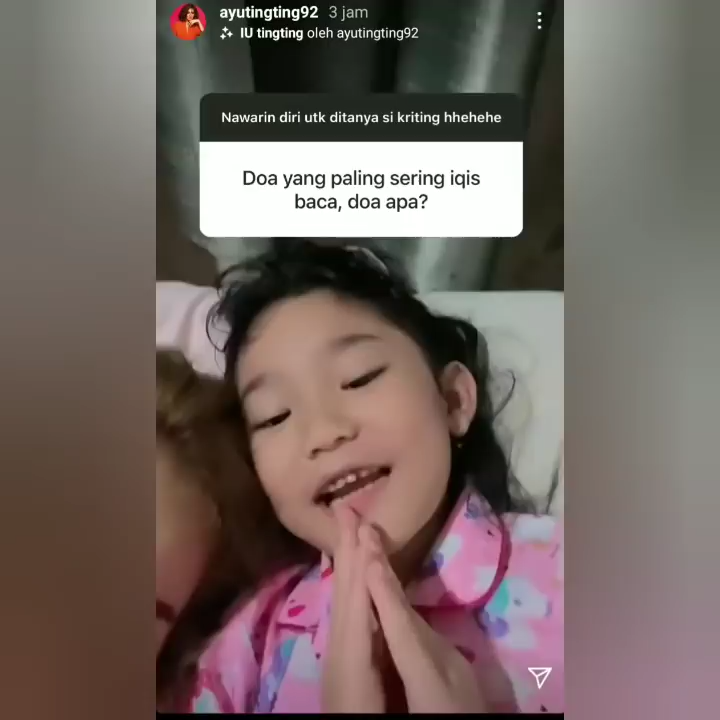 ayutingting92 3 jam
IU tingting oleh ayutingting92
Nawarin diri utk ditanya si kriting hhehehe
Doa yang paling sering iqis
baca, doa apa?